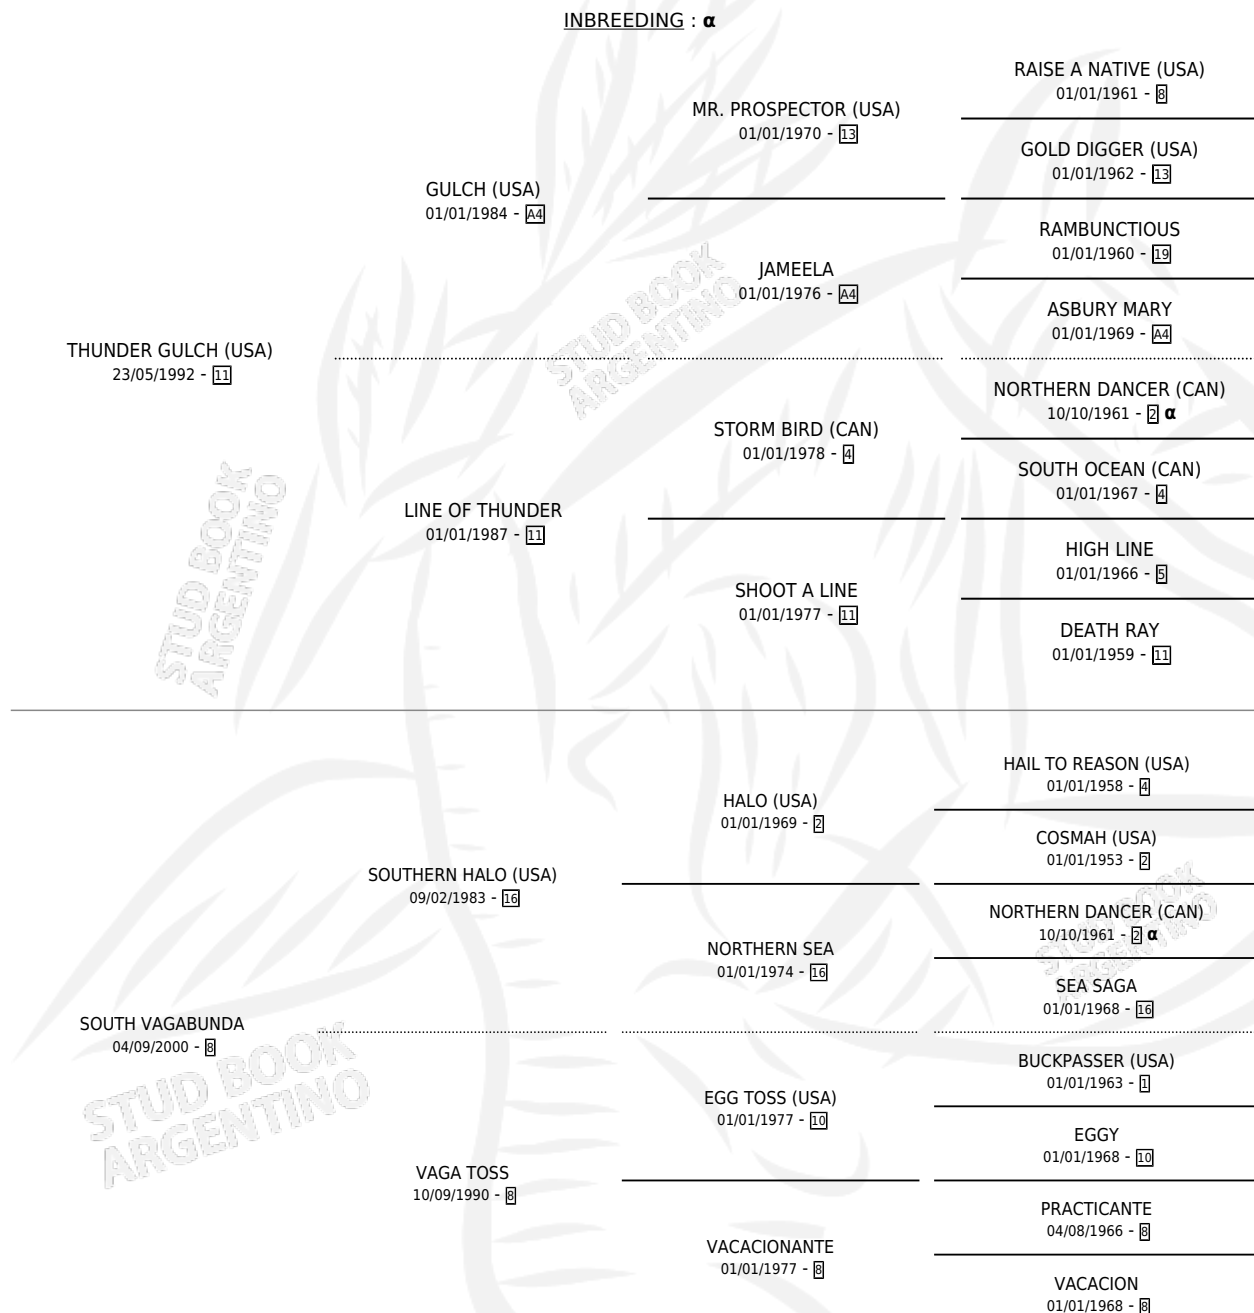 INBREEDING : α
RAISE A NATIVE (USA)
01/01/1961 - 8
MR. PROSPECTOR (USA)
01/01/1970 - 13
GOLD DIGGER (USA)
01/01/1962 - 13
GULCH (USA)
01/01/1984 - A4
RAMBUNCTIOUS
01/01/1960 - 19
JAMEELA
01/01/1976 - A4
ASBURY MARY
01/01/1969 - A4
THUNDER GULCH (USA)
23/05/1992 - 11
NORTHERN DANCER (CAN)
10/10/1961 - 2 α
STORM BIRD (CAN)
01/01/1978 - 4
SOUTH OCEAN (CAN)
01/01/1967 - 4
LINE OF THUNDER
01/01/1987 - 11
HIGH LINE
01/01/1966 - 5
SHOOT A LINE
01/01/1977 - 11
DEATH RAY
01/01/1959 - 11
HAIL TO REASON (USA)
01/01/1958 - 4
HALO (USA)
01/01/1969 - 2
COSMAH (USA)
01/01/1953 - 2
SOUTHERN HALO (USA)
09/02/1983 - 16
NORTHERN DANCER (CAN)
10/10/1961 - 2 α
NORTHERN SEA
01/01/1974 - 16
SEA SAGA
01/01/1968 - 16
SOUTH VAGABUNDA
04/09/2000 - 8
BUCKPASSER (USA)
01/01/1963 - 1
EGG TOSS (USA)
01/01/1977 - 10
EGGY
01/01/1968 - 10
VAGA TOSS
10/09/1990 - 8
PRACTICANTE
04/08/1966 - 8
VACACIONANTE
01/01/1977 - 8
VACACION
01/01/1968 - 8
STUD BOOK
ARGENTINO
STUD BOOK
ARGENTINO
STUD BOOK
ARGENTINO
STUD BOOK
ARGENTINO